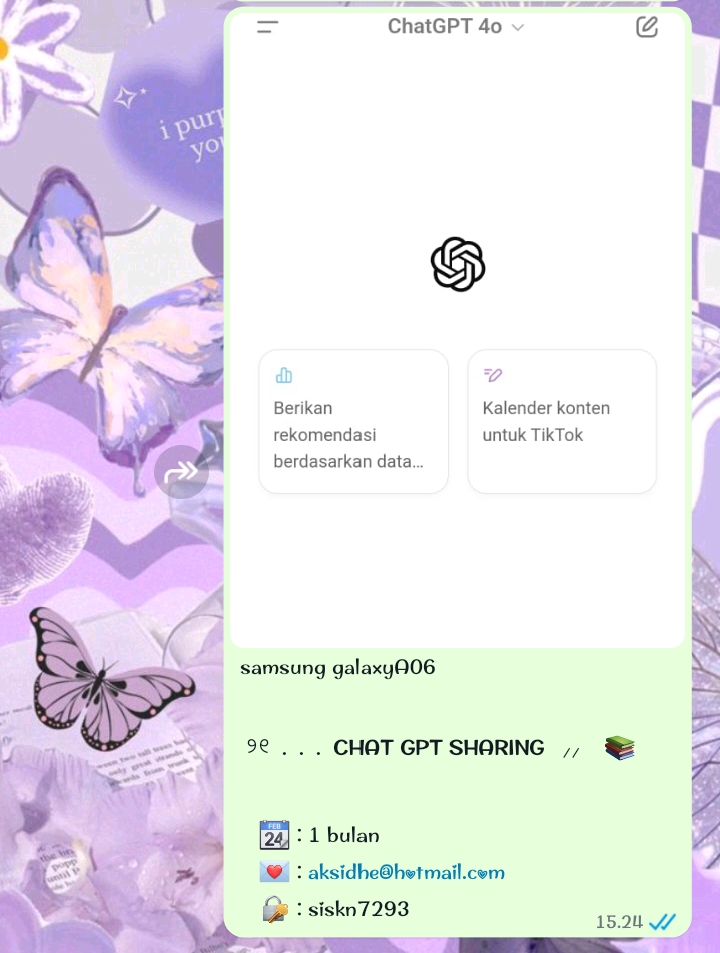 ChatGPT 4o
i purp
you
Berikan
rekomendasi
berdasarkan data...
Kalender konten
untuk TikTok
samsung galaxyA06
୨୧ . . . CHAT GPT SHARING //
FEB
24
: 1 bulan
: aksidhe@hotmail.com
: siskn7293
15.24